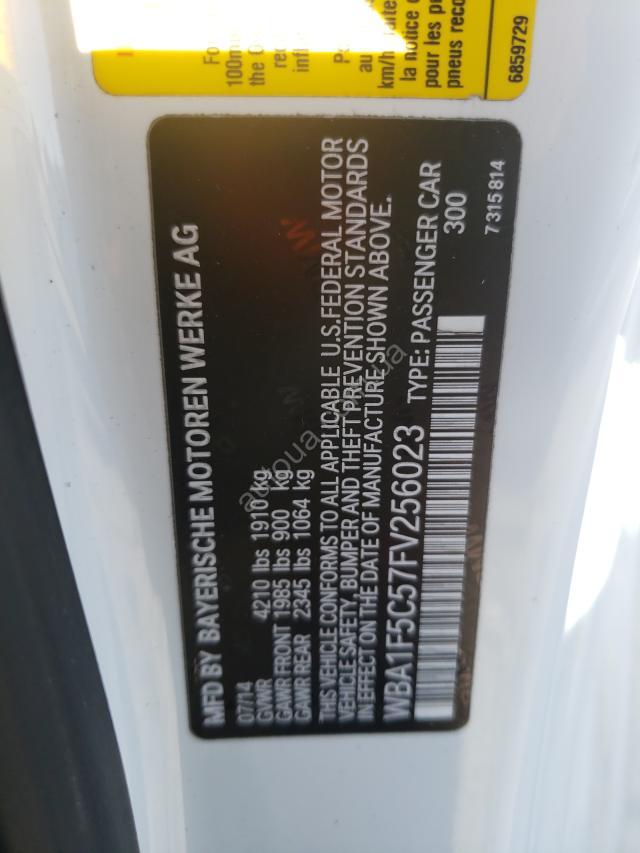 MFD BY BAYERISCHE MOTOREN WERKE AG
07/14
GVWR 4210 lbs 1910 kg
GAWR FRONT 1985 lbs 900 kg
GAWR REAR 2345 lbs 1064 kg
THIS VEHICLE CONFORMS TO ALL APPLICABLE U.S.FEDERAL MOTOR
VEHICLE SAFETY, BUMPER AND THEFT PREVENTION STANDARDS
IN EFFECT ON THE DATE OF MANUFACTURE SHOWN ABOVE.
WBA1F5C57FV256023 TYPE: PASSENGER CAR
300
7315814
100km
the
km/h
la notice
pour les
pneus
6859729